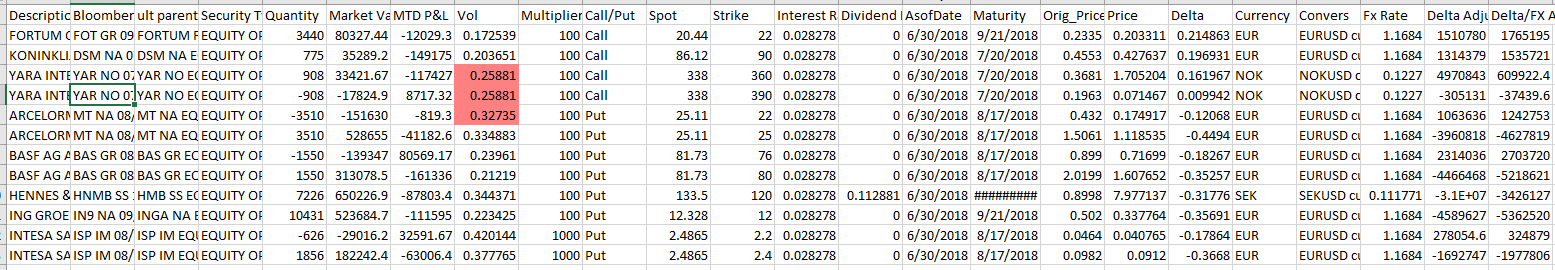 Descriptic Bloomber ult parent Security T Quantity Market Va MTD P&L Vol Multiplier Call/Put Spot Strike Interest R Dividend AsofDate Maturity Orig_Price Price Delta Currency Convers Fx Rate Delta Adju Delta/FX A
FORTUM C FOT GR 09 FORTUM F EQUITY OF 3440 80327.44 -12029.3 0.172539 100 Call 20.44 22 0.028278 0 6/30/2018 9/21/2018 0.2335 0.203311 0.214863 EUR EURUSD cu 1.1684 1510780 1765195
KONINKLI DSM NA 0 DSM NA E EQUITY OF 775 35289.2 -149175 0.203651 100 Call 86.12 90 0.028278 0 6/30/2018 7/20/2018 0.4553 0.427637 0.196931 EUR EURUSD cu 1.1684 1314379 1535721
YARA INTE YAR NO 07 YAR NO EC EQUITY OF 908 33421.67 -117427 0.25881 100 Call 338 360 0.028278 0 6/30/2018 7/20/2018 0.3681 1.705204 0.161967 NOK NOKUSD c 0.1227 4970843 609922.4
YARA INTE YAR NO 07 YAR NO EC EQUITY OF -908 -17824.9 8717.32 0.25881 100 Call 338 390 0.028278 0 6/30/2018 7/20/2018 0.1963 0.071467 0.009942 NOK NOKUSD c 0.1227 -305131 -37439.6
ARCELORM MT NA 08/ MT NA EQ EQUITY OF -3510 -151630 -819.3 0.32735 100 Put 25.11 22 0.028278 0 6/30/2018 8/17/2018 0.432 0.174917 -0.12068 EUR EURUSD cu 1.1684 1063636 1242753
ARCELORM MT NA 08/ MT NA EQ EQUITY OF 3510 528655 -41182.6 0.334883 100 Put 25.11 25 0.028278 0 6/30/2018 8/17/2018 1.5061 1.118535 -0.4494 EUR EURUSD cu 1.1684 -3960818 -4627819
BASF AG A BAS GR 08 BAS GR EC EQUITY OF -1550 -139347 80569.17 0.23961 100 Put 81.73 76 0.028278 0 6/30/2018 8/17/2018 0.899 0.71699 -0.18267 EUR EURUSD cu 1.1684 2314036 2703720
BASF AG A BAS GR 08 BAS GR EC EQUITY OF 1550 313078.5 -161336 0.21219 100 Put 81.73 80 0.028278 0 6/30/2018 8/17/2018 2.0199 1.607652 -0.35257 EUR EURUSD cu 1.1684 -4466468 -5218621
HENNES & HNMB SS HMB SS EC EQUITY OF 7226 650226.9 -87803.4 0.344371 100 Put 133.5 120 0.028278 0.112881 6/30/2018 ######### 0.8998 7.977137 -0.31776 SEK SEKUSD cu 0.111771 -3.1E+07 -3426127
ING GROE IN9 NA 09 INGA NA E EQUITY OF 10431 523684.7 -111595 0.223425 100 Put 12.328 12 0.028278 0 6/30/2018 9/21/2018 0.502 0.337764 -0.35691 EUR EURUSD cu 1.1684 -4589627 -5362520
INTESA SA ISP IM 08/ ISP IM EQU EQUITY OF -626 -29016.2 32591.67 0.420144 1000 Put 2.4865 2.2 0.028278 0 6/30/2018 8/17/2018 0.0464 0.040765 -0.17864 EUR EURUSD cu 1.1684 278054.6 324879
INTESA SA ISP IM 08/ ISP IM EQU EQUITY OF 1856 182242.4 -63006.4 0.377765 1000 Put 2.4865 2.4 0.028278 0 6/30/2018 8/17/2018 0.0982 0.0912 -0.3668 EUR EURUSD cu 1.1684 -1692747 -1977806